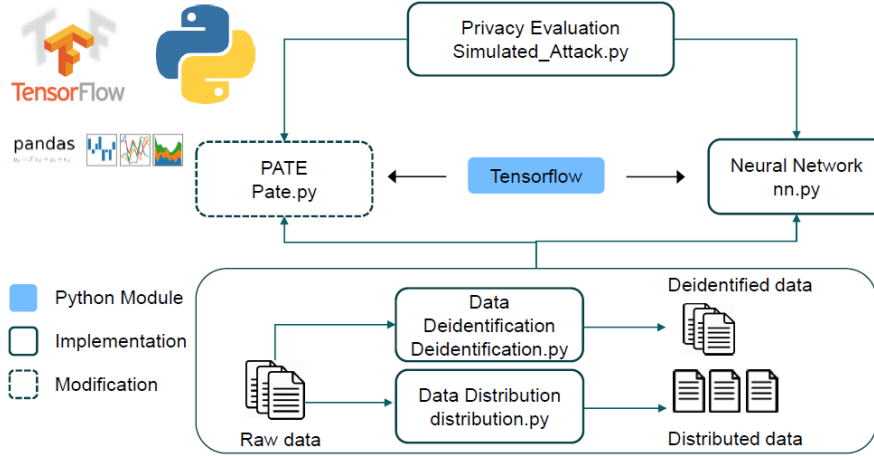 Privacy Evaluation
Simulated_Attack.py
TensorFlow
pandas
PATE
Pate.py
Tensorflow
Neural Network
nn.py
Python Module
Implementation
Modification
Data
Deidentification
Deidentification.py
Deidentified data
Data Distribution
distribution.py
Raw data
Distributed data